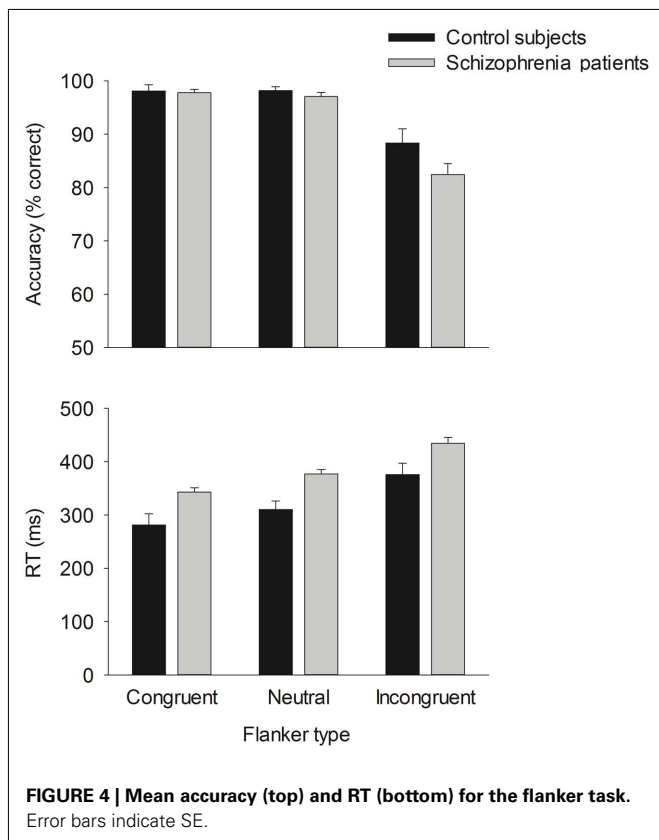 Control subjects
Schizophrenia patients
Accuracy (% correct)
100
90
80
70
60
50
RT (ms)
500
400
300
200
100
0
Congruent Neutral Incongruent
Flanker type
FIGURE 4 | Mean accuracy (top) and RT (bottom) for the flanker task.
Error bars indicate SE.